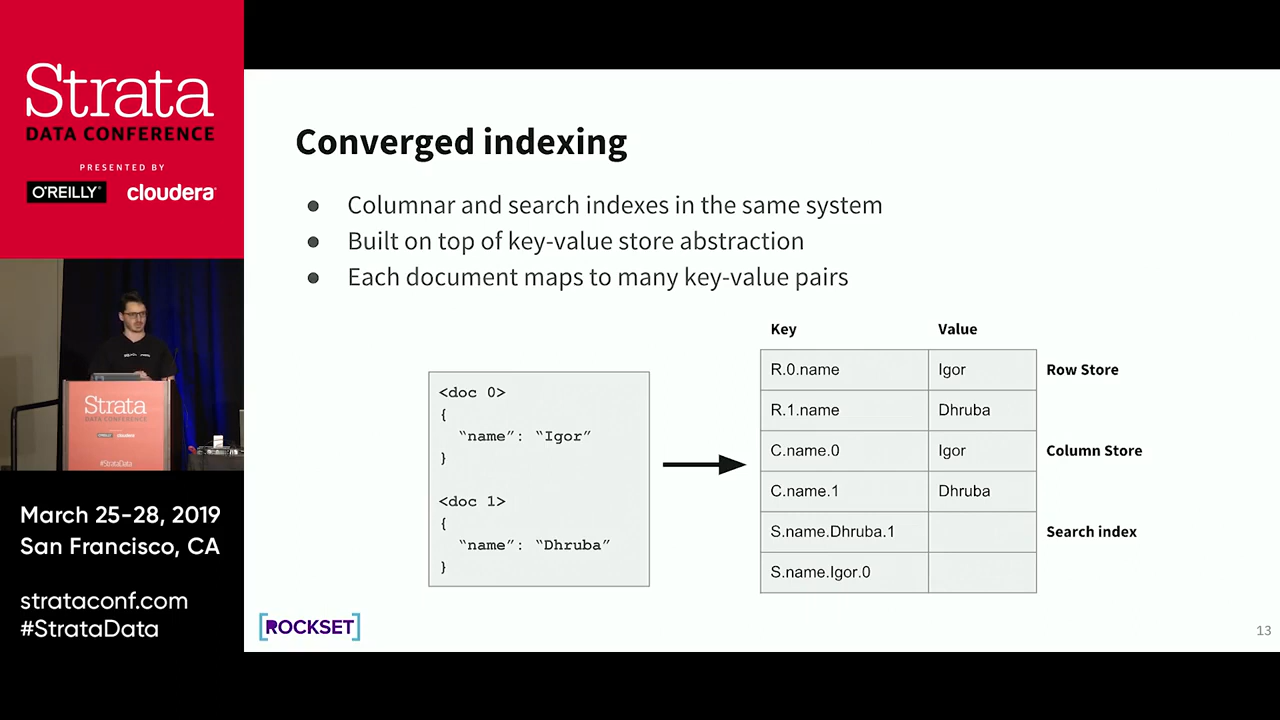 Strata
DATA CONFERENCE
PRESENTED BY
O'REILLY®
cloudera®
Strata
DATA CONFERENCE
#StrataData
March 25-28, 2019
San Francisco, CA
strataconf.com
#StrataData
Converged indexing
● Columnar and search indexes in the same system
● Built on top of key-value store abstraction
● Each document maps to many key-value pairs
<doc 0>
{
“name”: “Igor”
}
<doc 1>
{
“name”: “Dhruba”
}
Key Value
R.0.name Igor Row Store
R.1.name Dhruba
C.name.0 Igor Column Store
C.name.1 Dhruba
S.name.Dhruba.1 Search index
S.name.Igor.0
[ROCKSET]
13